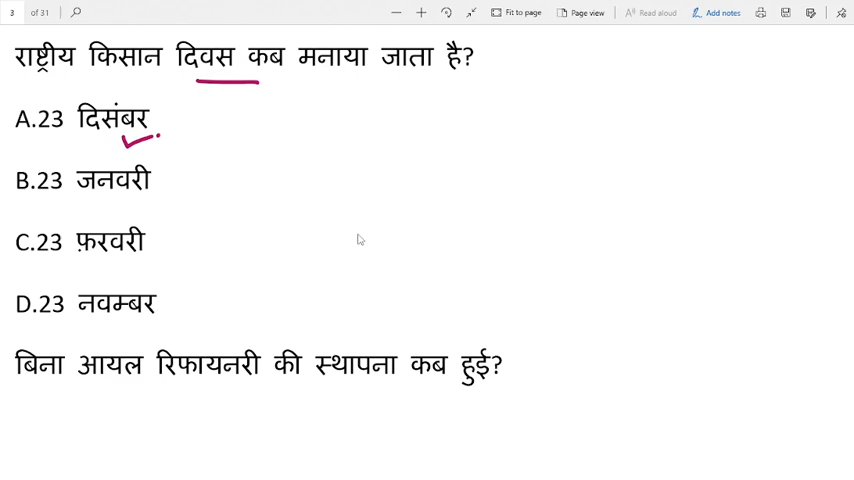 3 of 31 Fit to page Page view Read aloud Add notes
राष्ट्रीय किसान दिवस कब मनाया जाता है?
A.23 दिसंबर
B.23 जनवरी
C.23 फ़रवरी
D.23 नवम्बर
बिना आयल रिफायनरी की स्थापना कब हुई?